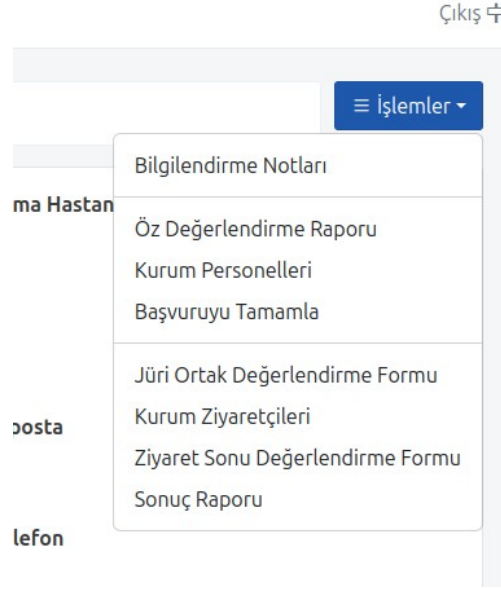 Çıkış
İşlemler
Bilgilendirme Notları
ma Hastan
Öz Değerlendirme Raporu
Kurum Personelleri
Başvuruyu Tamamla
Jüri Ortak Değerlendirme Formu
Kurum Ziyaretçileri
posta
Ziyaret Sonu Değerlendirme Formu
Sonuç Raporu
lefon